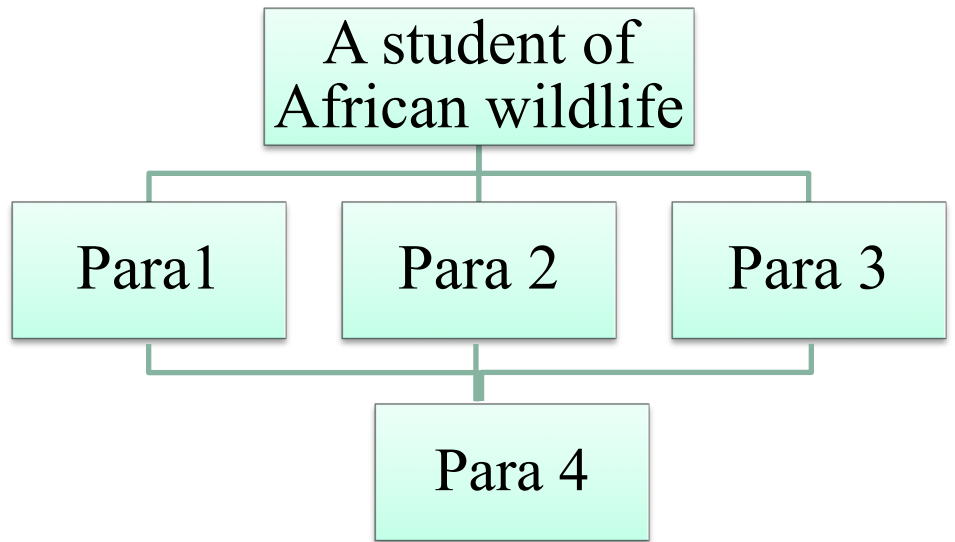 A student of
African wildlife
Para1
Para 2
Para 3
Para 4